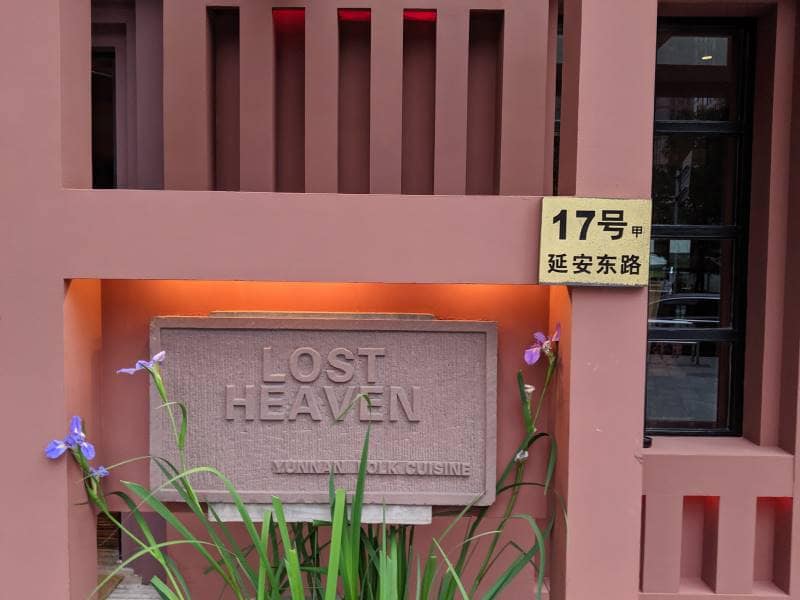 17号甲
延安东路
LOST
HEAVEN
YUNNAN FOLK CUISINE